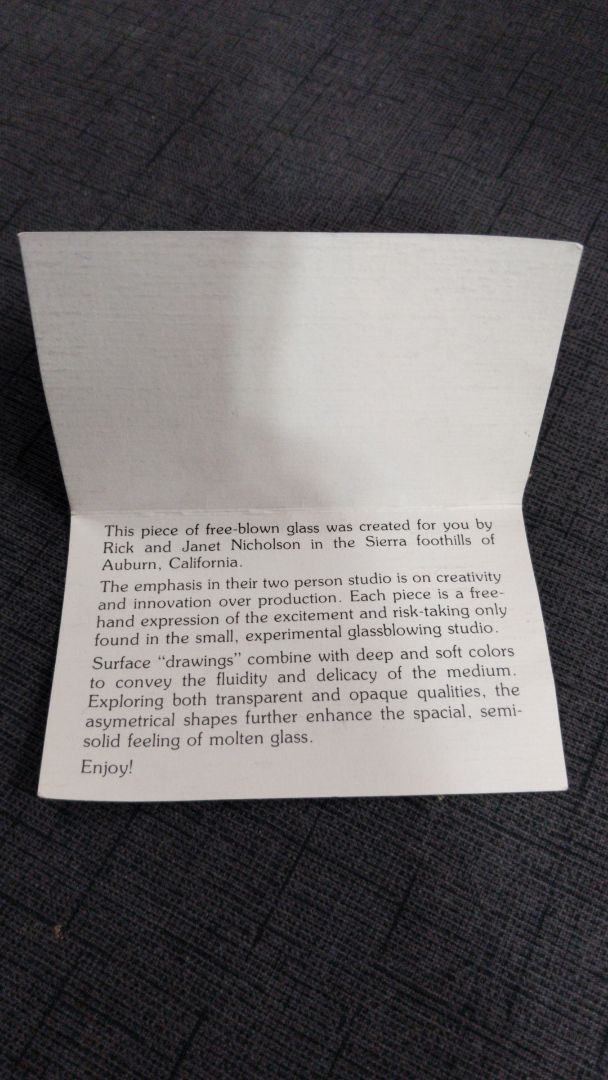 This piece of free-blown glass was created for you by
Rick and Janet Nicholson in the Sierra foothills of
Auburn, California.
The emphasis in their two person studio is on creativity
and innovation over production. Each piece is a free-
hand expression of the excitement and risk-taking only
found in the small, experimental glassblowing studio.
Surface “drawings” combine with deep and soft colors
to convey the fluidity and delicacy of the medium.
Exploring both transparent and opaque qualities, the
asymetrical shapes further enhance the spacial, semi-
solid feeling of molten glass.
Enjoy!